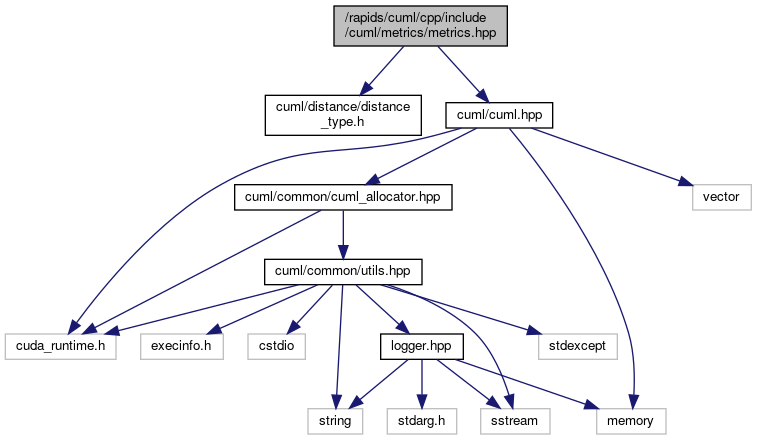 /rapids/cuml/cpp/include
/cuml/metrics/metrics.hpp
cuml/distance/distance
_type.h
cuml/cuml.hpp
cuml/common/cuml_allocator.hpp
vector
cuml/common/utils.hpp
cuda_runtime.h
execinfo.h
cstdio
logger.hpp
stdexcept
string
stdarg.h
sstream
memory